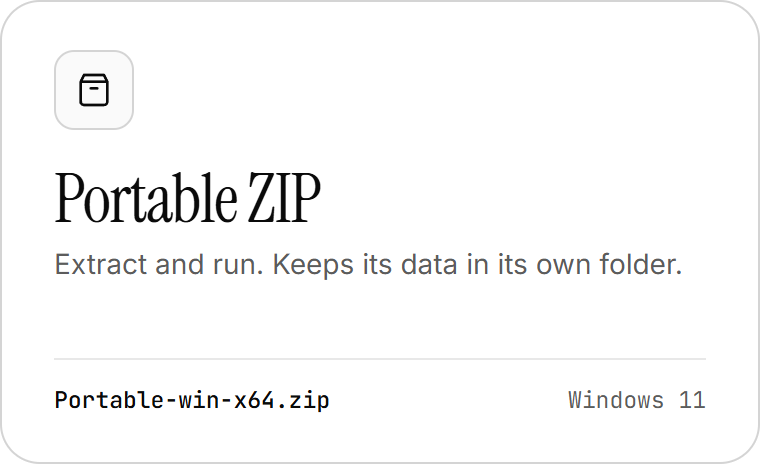 Portable ZIP
Extract and run. Keeps its data in its own folder.
Portable-win-x64.zip
Windows 11